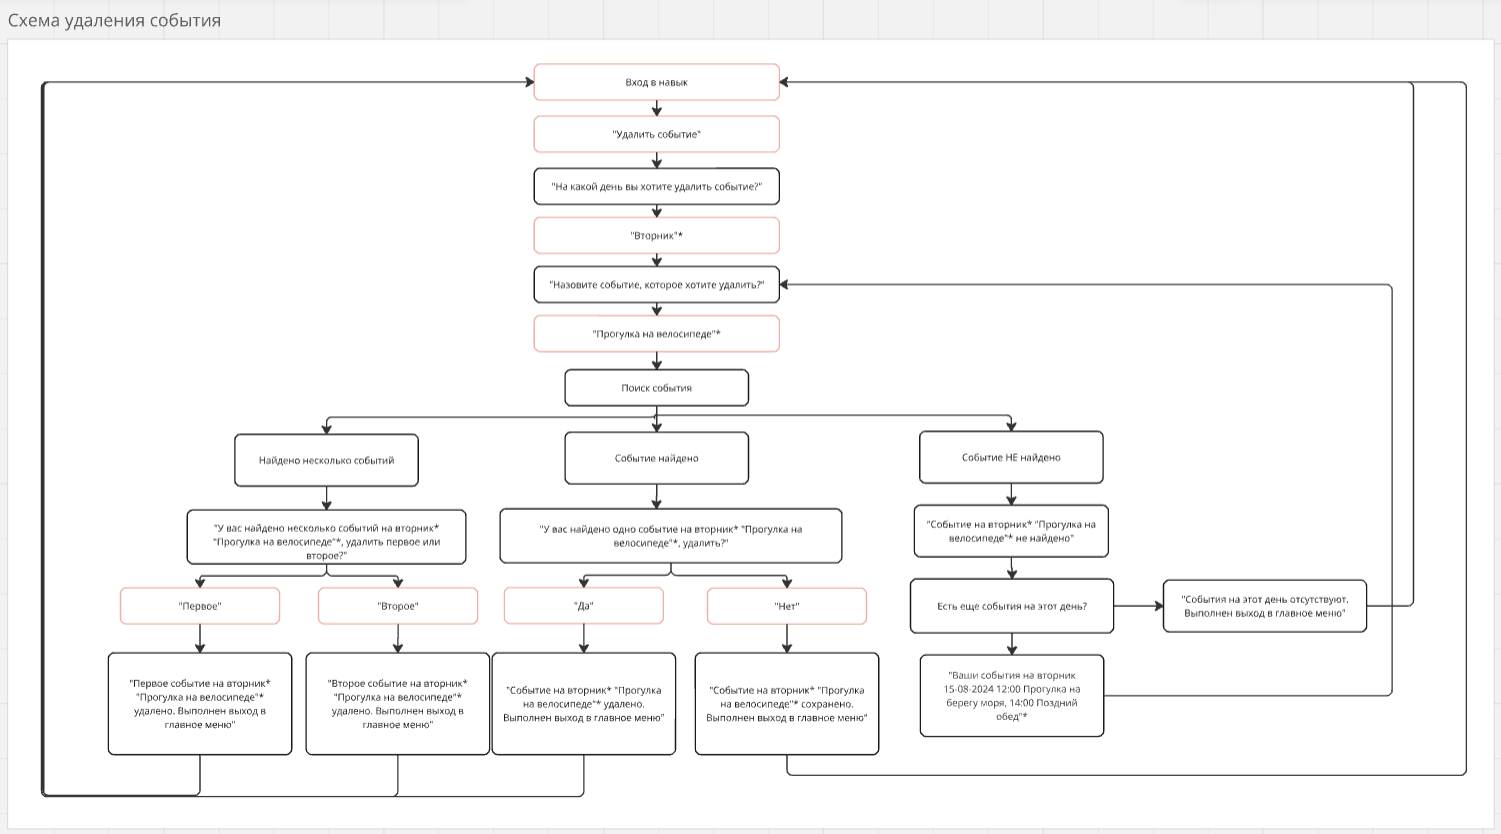 Схема удаления события
Вход в навык
"Удалить событие"
"На какой день вы хотите удалить событие?"
"Вторник"*
"Назовите событие, которое хотите удалить?"
"Прогулка на велосипеде"*
Поиск события
Найдено несколько событий
Событие найдено
Событие НЕ найдено
"У вас найдено несколько событий на вторник*
"Прогулка на велосипеде"*, удалить первое или
второе?"
"У вас найдено одно событие на вторник* "Прогулка на
велосипеде"*, удалить?"
"Событие на вторник* "Прогулка на
велосипеде"* не найдено"
"Первое"
"Второе"
"Да"
"Нет"
Есть еще события на этот день?
"События на этот день отсутствуют.
Выполнен выход в главное меню"
"Первое событие на вторник*
"Прогулка на велосипеде"*
удалено. Выполнен выход в
главное меню"
"Второе событие на вторник*
"Прогулка на велосипеде"*
удалено. Выполнен выход в
главное меню"
"Событие на вторник* "Прогулка
на велосипеде"* удалено.
Выполнен выход в главное меню"
"Событие на вторник* "Прогулка
на велосипеде"* сохранено.
Выполнен выход в главное меню"
"Ваши события на вторник
15-08-2024 12:00 Прогулка на
берегу моря, 14:00 Поздний
обед"*